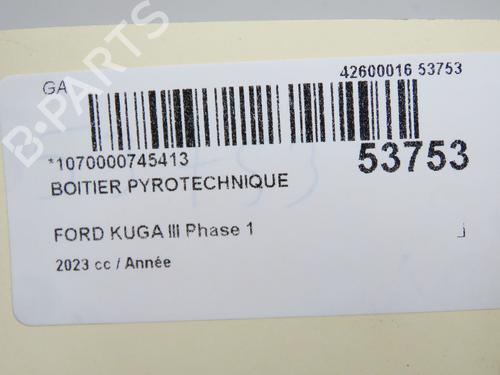 B-PARTS
GA
42600016 53753
*1070000745413
53753
BOITIER PYROTECHNIQUE
FORD KUGA III Phase 1
2023 cc / Année